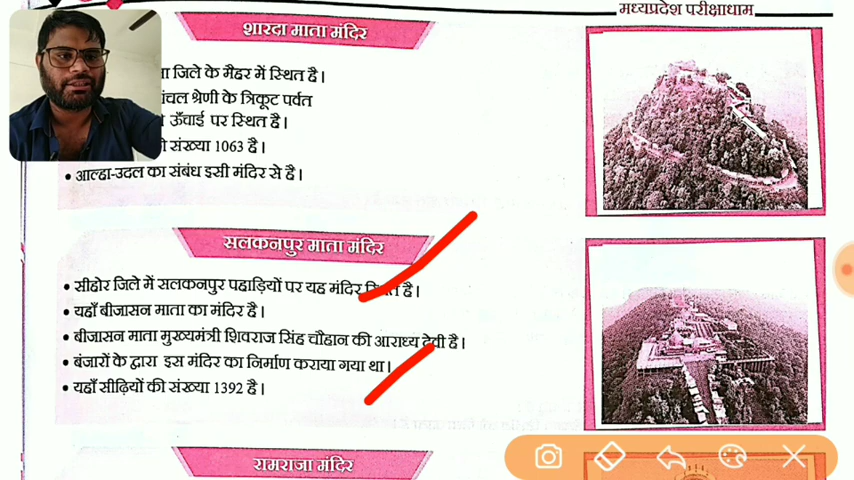 मध्यप्रदेश परीक्षाधाम
शारदा माता मंदिर
जिले के मैहर में स्थित है।
श्रेणी के त्रिकूट पर्वत
ऊँचाई पर स्थित है।
संख्या 1063 है।
• आल्हा-उदल का संबंध इसी मंदिर से है।
सलकनपुर माता मंदिर
• सीहोर जिले में सलकनपुर पहाड़ियों पर यह मंदिर स्थित है।
• यहाँ बीजासन माता का मंदिर है।
• बीजासन माता मुख्यमंत्री शिवराज सिंह चौहान की आराध्य देवी है।
• बंजारों के द्वारा इस मंदिर का निर्माण कराया गया था।
• यहाँ सीढ़ियों की संख्या 1392 है।
रामराजा मंदिर